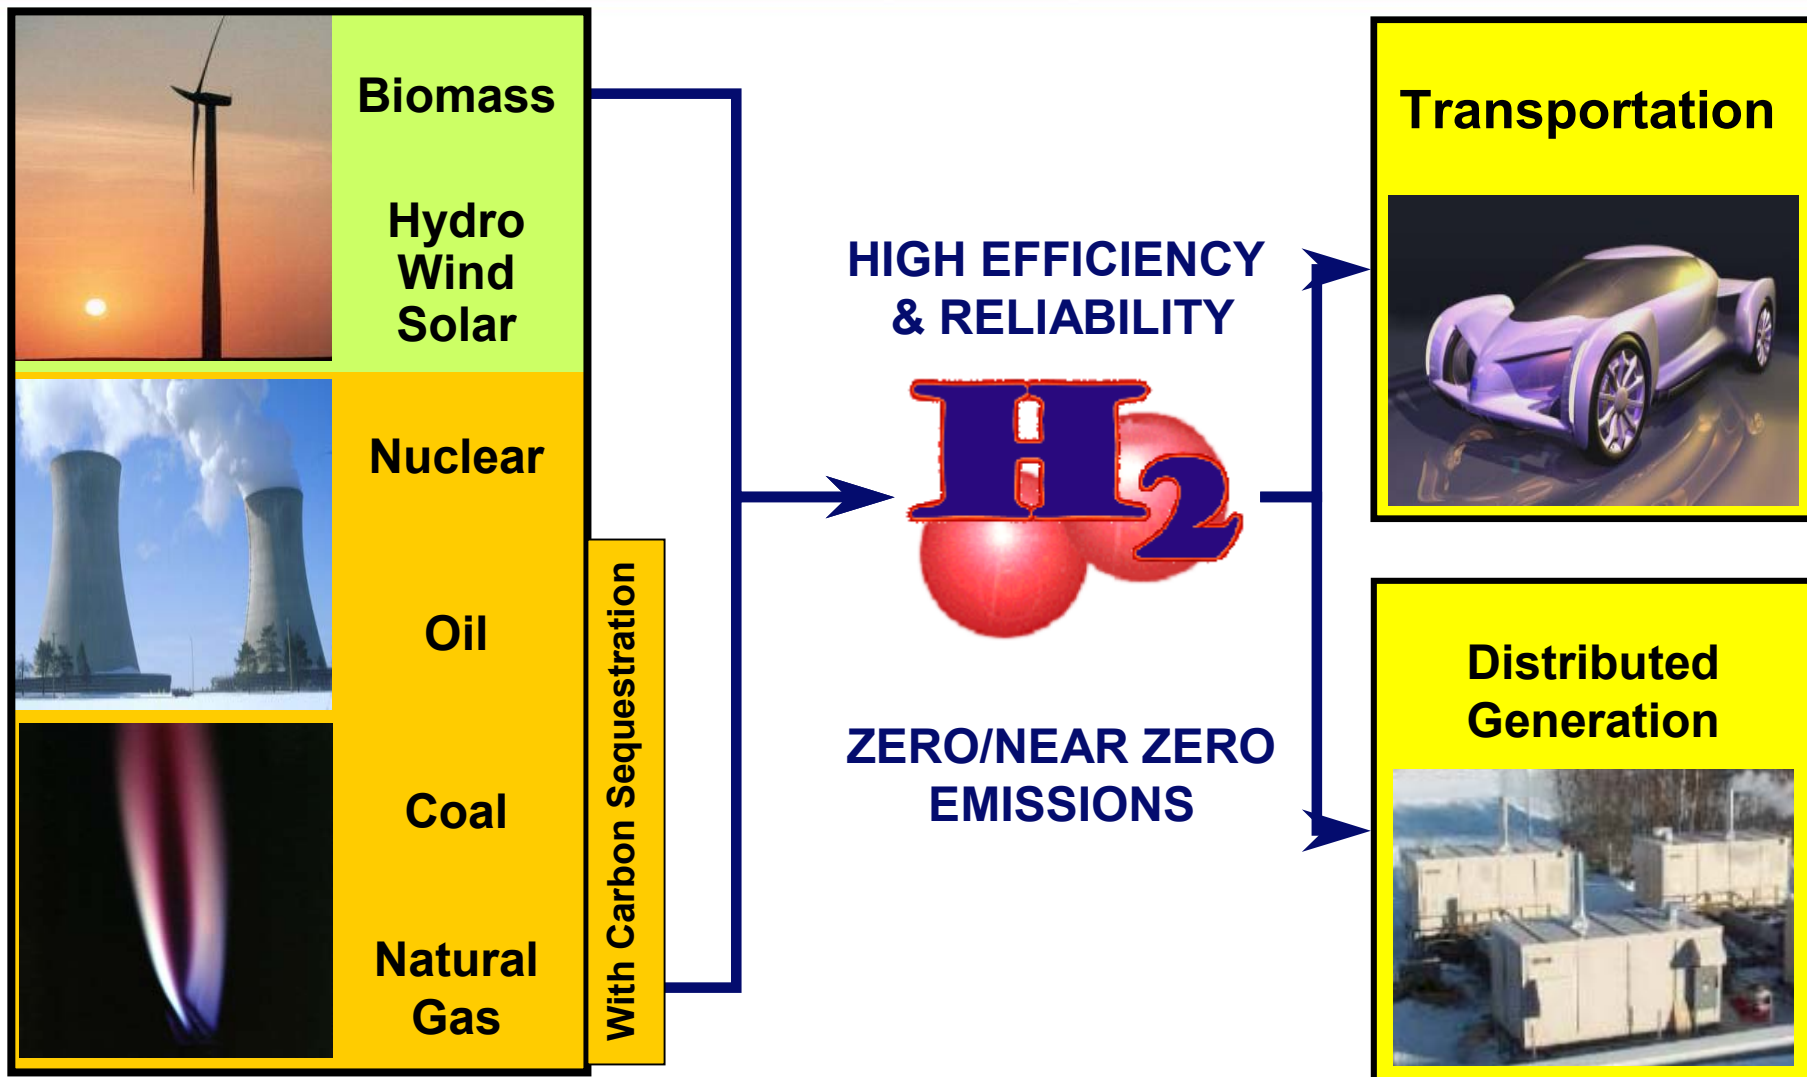 Biomass
Hydro
Wind
Solar
Nuclear
Oil
Coal
Natural
Gas
With Carbon Sequestration
HIGH EFFICIENCY
& RELIABILITY
H2
ZERO/NEAR ZERO
EMISSIONS
Transportation
Distributed
Generation